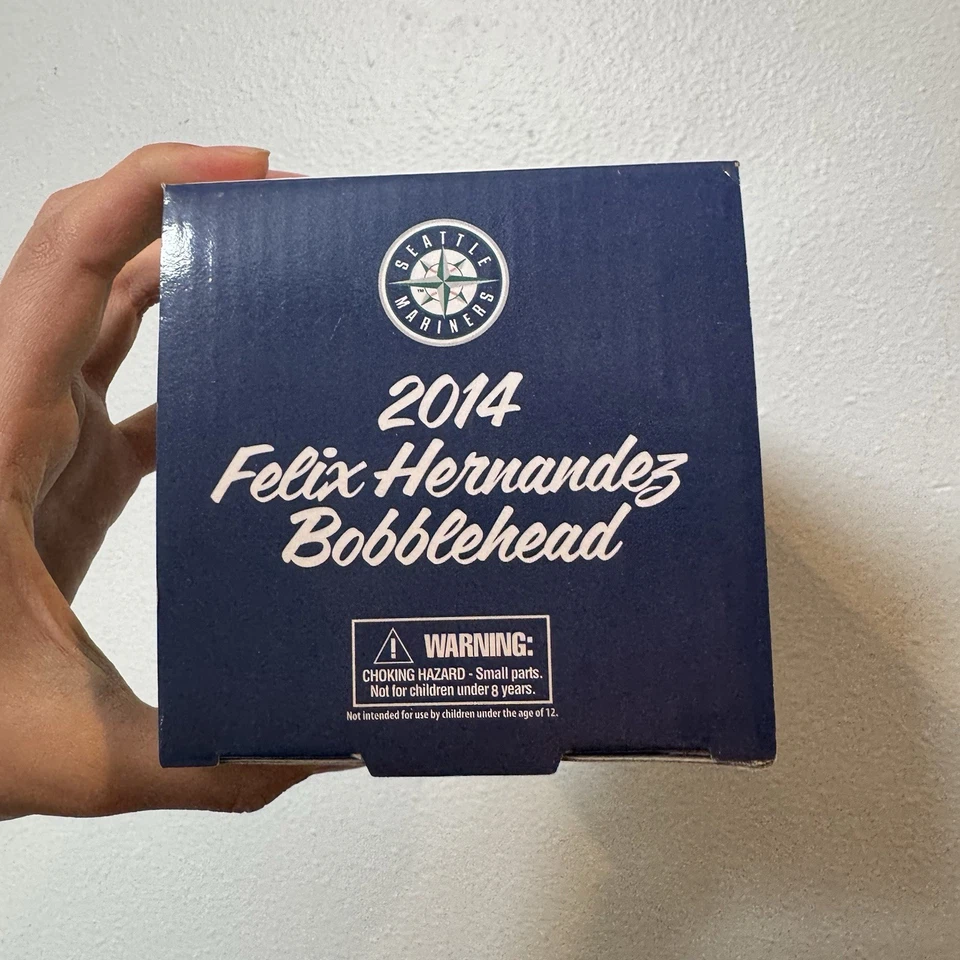 SEATTLE
MARINERS
™
2014
Felix Hernandez
Bobblehead
WARNING:
CHOKING HAZARD - Small parts.
Not for children under 8 years.
Not intended for use by children under the age of 12.